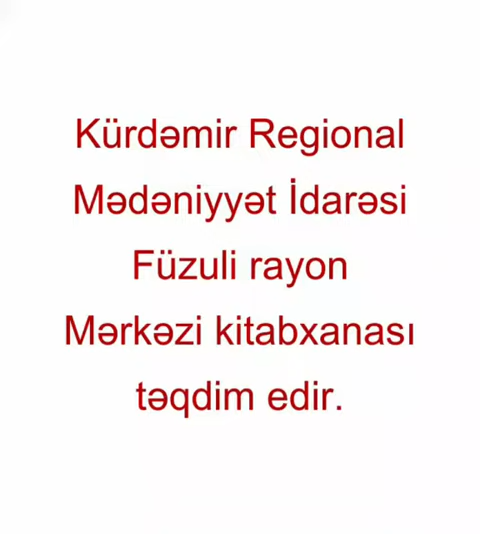 Kürdəmir Regional
Mədəniyyət İdarəsi
Füzuli rayon
Mərkəzi kitabxanası
təqdim edir.